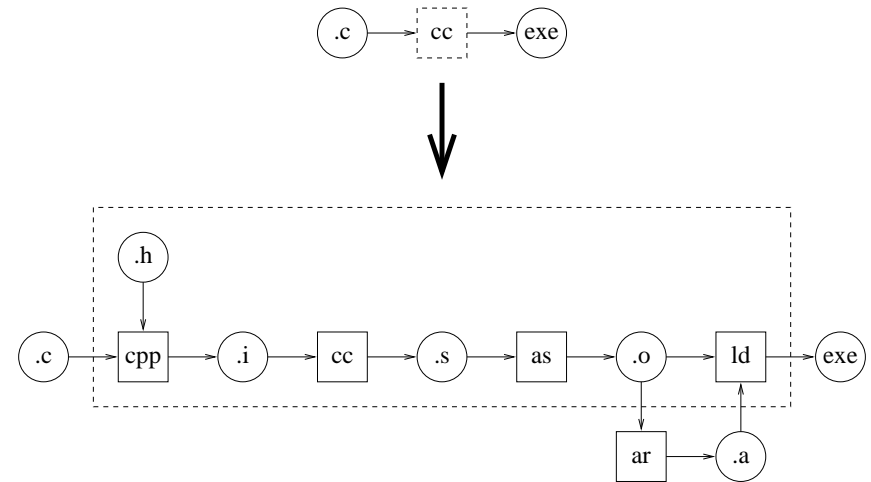 .c cc exe
.h
.c cpp .i cc .s as .o ld exe
ar .a